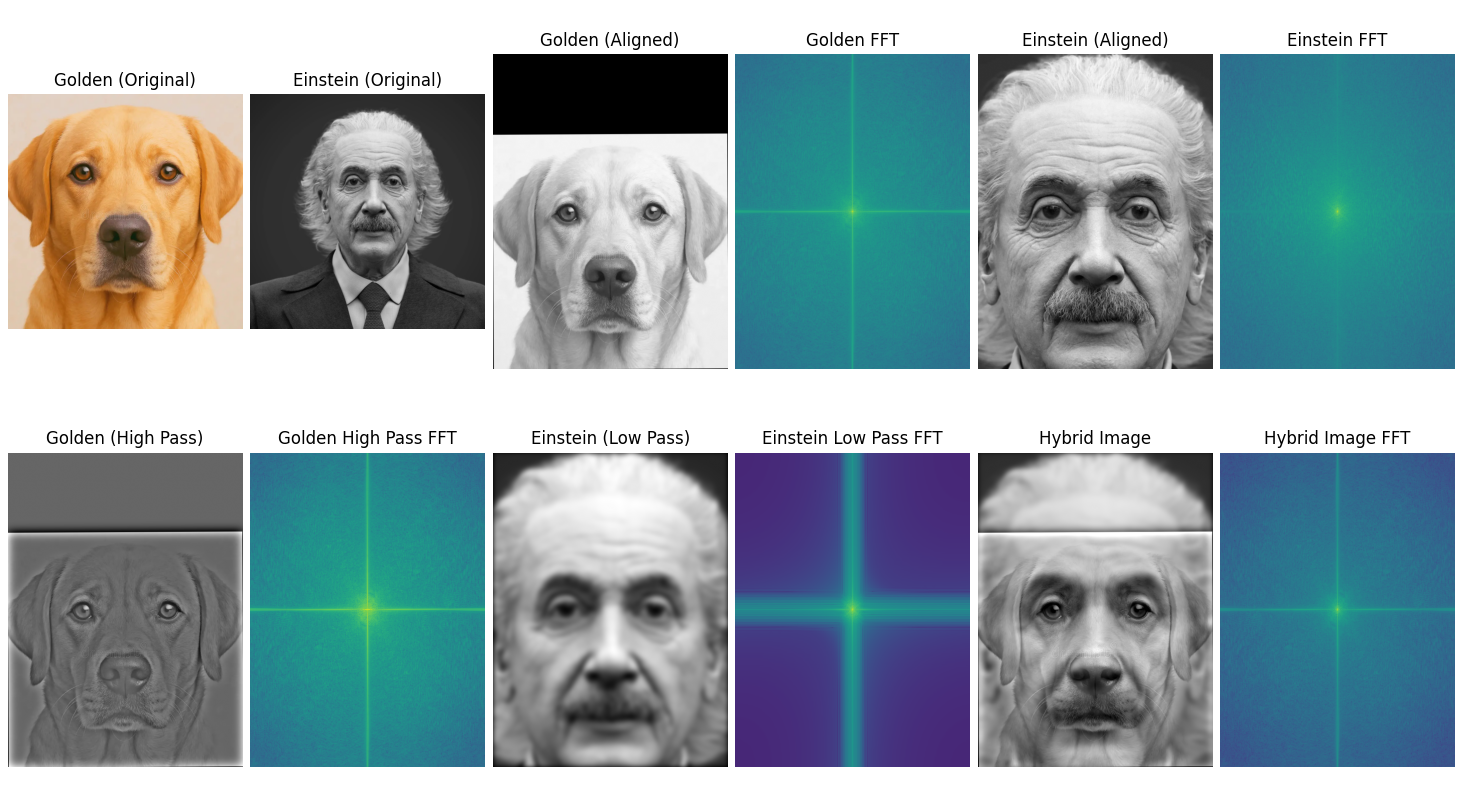 Golden (Original)
Einstein (Original)
Golden (Aligned)
Golden FFT
Einstein (Aligned)
Einstein FFT
Golden (High Pass)
Golden High Pass FFT
Einstein (Low Pass)
Einstein Low Pass FFT
Hybrid Image
Hybrid Image FFT